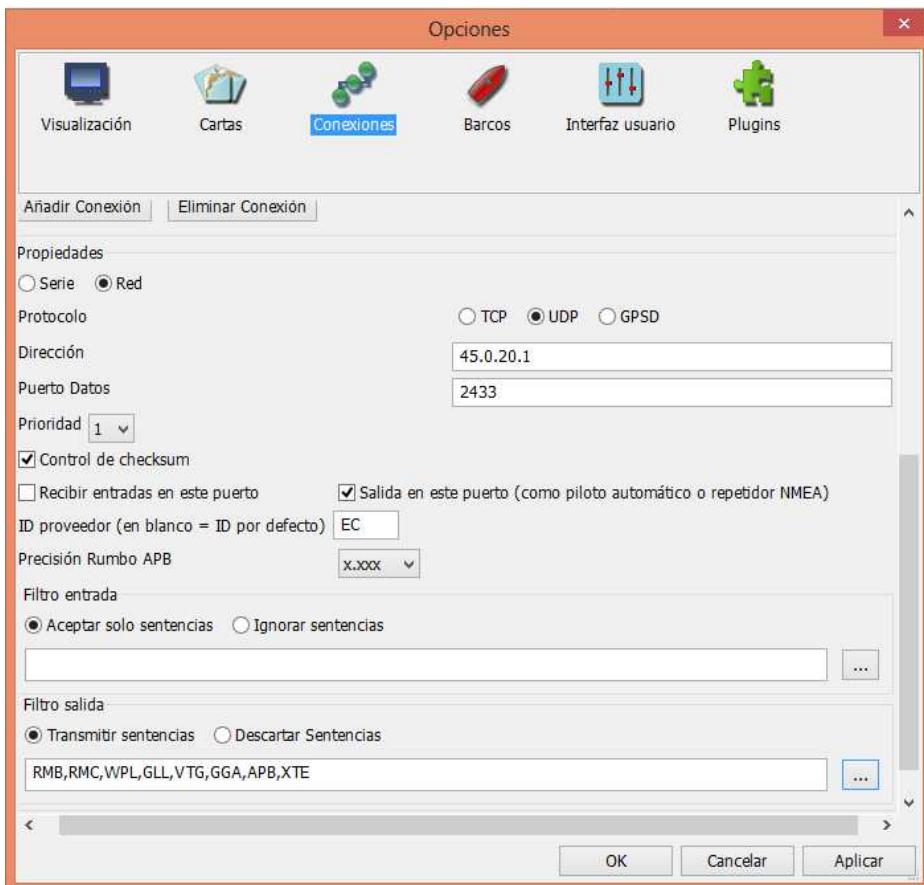 Opciones
Visualización Cartas Conexiones Barcos Interfaz usuario Plugins
Añadir Conexión Eliminar Conexión
Propiedades
Serie Red
Protocolo TCP UDP GPSD
Dirección 45.0.20.1
Puerto Datos 2433
Prioridad 1
Control de checksum
Recibir entradas en este puerto Salida en este puerto (como piloto automático o repetidor NMEA)
ID proveedor (en blanco = ID por defecto) EC
Precisión Rumbo APB x.xxx
Filtro entrada
Aceptar solo sentencias Ignorar sentencias
...
Filtro salida
Transmitir sentencias Descartar Sentencias
RMB,RMC,WPL,GLL,VTG,GGA,APB,XTE ...
OK Cancelar Aplicar